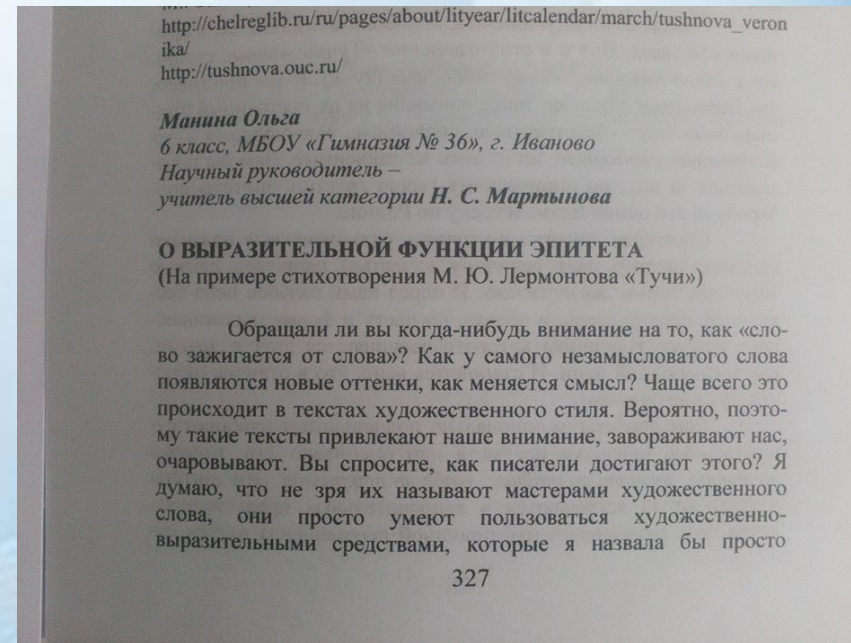 http://chelreglib.ru/ru/pages/about/lityear/litcalendar/march/tushnova_veron
ika/
http://tushnova.ouc.ru/
Манина Ольга
6 класс, МБОУ «Гимназия № 36», г. Иваново
Научный руководитель –
учитель высшей категории Н. С. Мартынова
О ВЫРАЗИТЕЛЬНОЙ ФУНКЦИИ ЭПИТЕТА
(На примере стихотворения М. Ю. Лермонтова «Тучи»)
Обращали ли вы когда-нибудь внимание на то, как «сло-
во зажигается от слова»? Как у самого незамысловатого слова
появляются новые оттенки, как меняется смысл? Чаще всего это
происходит в текстах художественного стиля. Вероятно, поэто-
му такие тексты привлекают наше внимание, завораживают нас,
очаровывают. Вы спросите, как писатели достигают этого? Я
думаю, что не зря их называют мастерами художественного
слова, они просто умеют пользоваться художественно-
выразительными средствами, которые я назвала бы просто
327